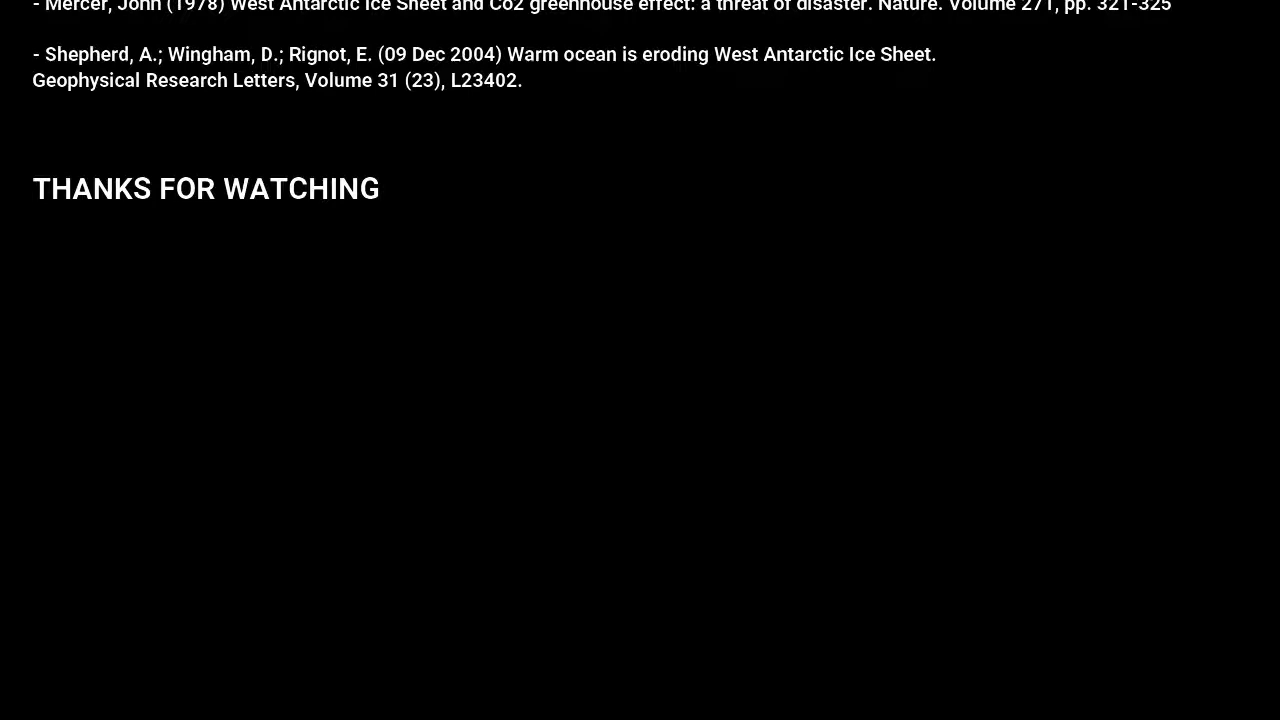 - Mercer, John (1978) West Antarctic Ice Sheet and Co2 greenhouse effect: a threat of disaster. Nature. Volume 271, pp. 321-325
- Shepherd, A.; Wingham, D.; Rignot, E. (09 Dec 2004) Warm ocean is eroding West Antarctic Ice Sheet.
Geophysical Research Letters, Volume 31 (23), L23402.
THANKS FOR WATCHING